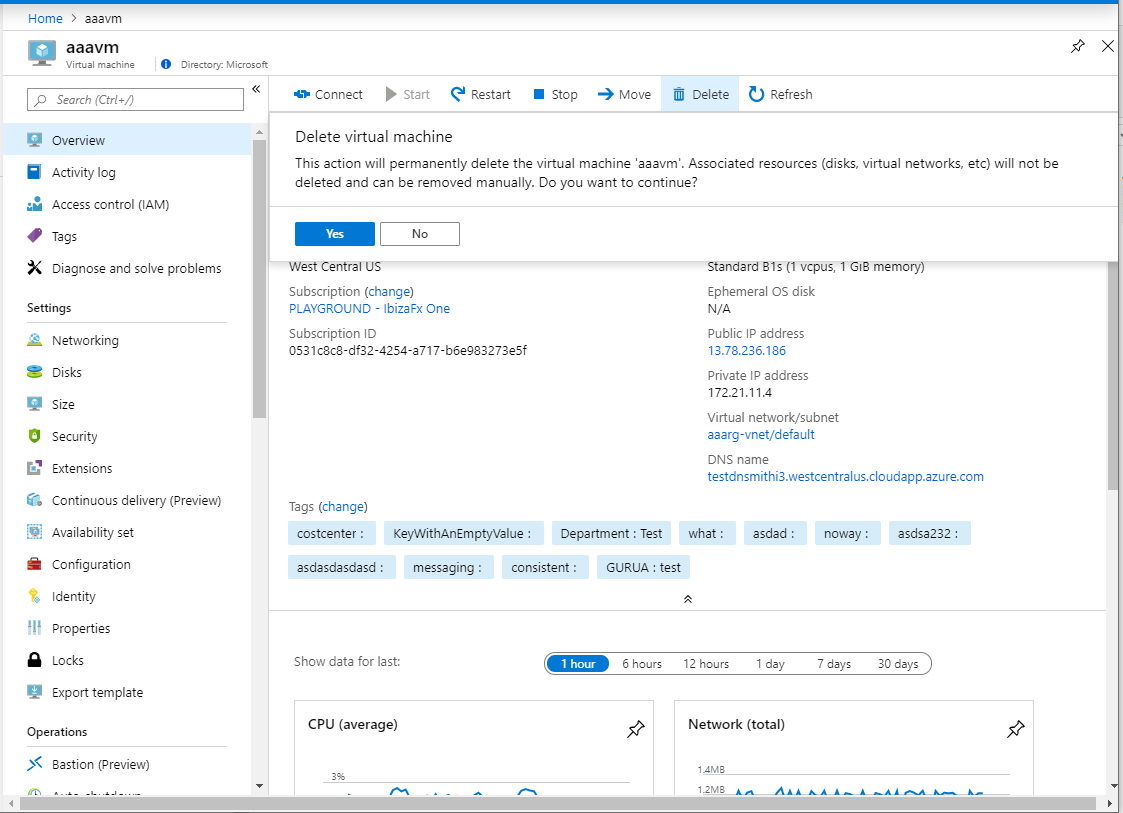 Home > aaavm
aaavm
Virtual machine
Directory: Microsoft
Search (Ctrl+/)
Overview
Activity log
Access control (IAM)
Tags
Diagnose and solve problems
Settings
Networking
Disks
Size
Security
Extensions
Continuous delivery (Preview)
Availability set
Configuration
Identity
Properties
Locks
Export template
Operations
Bastion (Preview)
Auto-shutdown
Connect Start Restart Stop Move Delete Refresh
Delete virtual machine
This action will permanently delete the virtual machine 'aaavm'. Associated resources (disks, virtual networks, etc) will not be
deleted and can be removed manually. Do you want to continue?
Yes No
West Central US
Subscription (change)
PLAYGROUND - IbizaFx One
Subscription ID
0531c8c8-df32-4254-a717-b6e983273e5f
Standard B1s (1 vcpus, 1 GiB memory)
Ephemeral OS disk
N/A
Public IP address
13.78.236.186
Private IP address
172.21.11.4
Virtual network/subnet
aaarg-vnet/default
DNS name
testdnsmithi3.westcentralus.cloudapp.azure.com
Tags (change)
costcenter : KeyWithAnEmptyValue : Department : Test what : asdad : noway : asdsa232 :
asdasdasdasd : messaging : consistent : GURUA : test
Show data for last: 1 hour 6 hours 12 hours 1 day 7 days 30 days
CPU (average)
3%
Network (total)
1.4MB
1.2MB